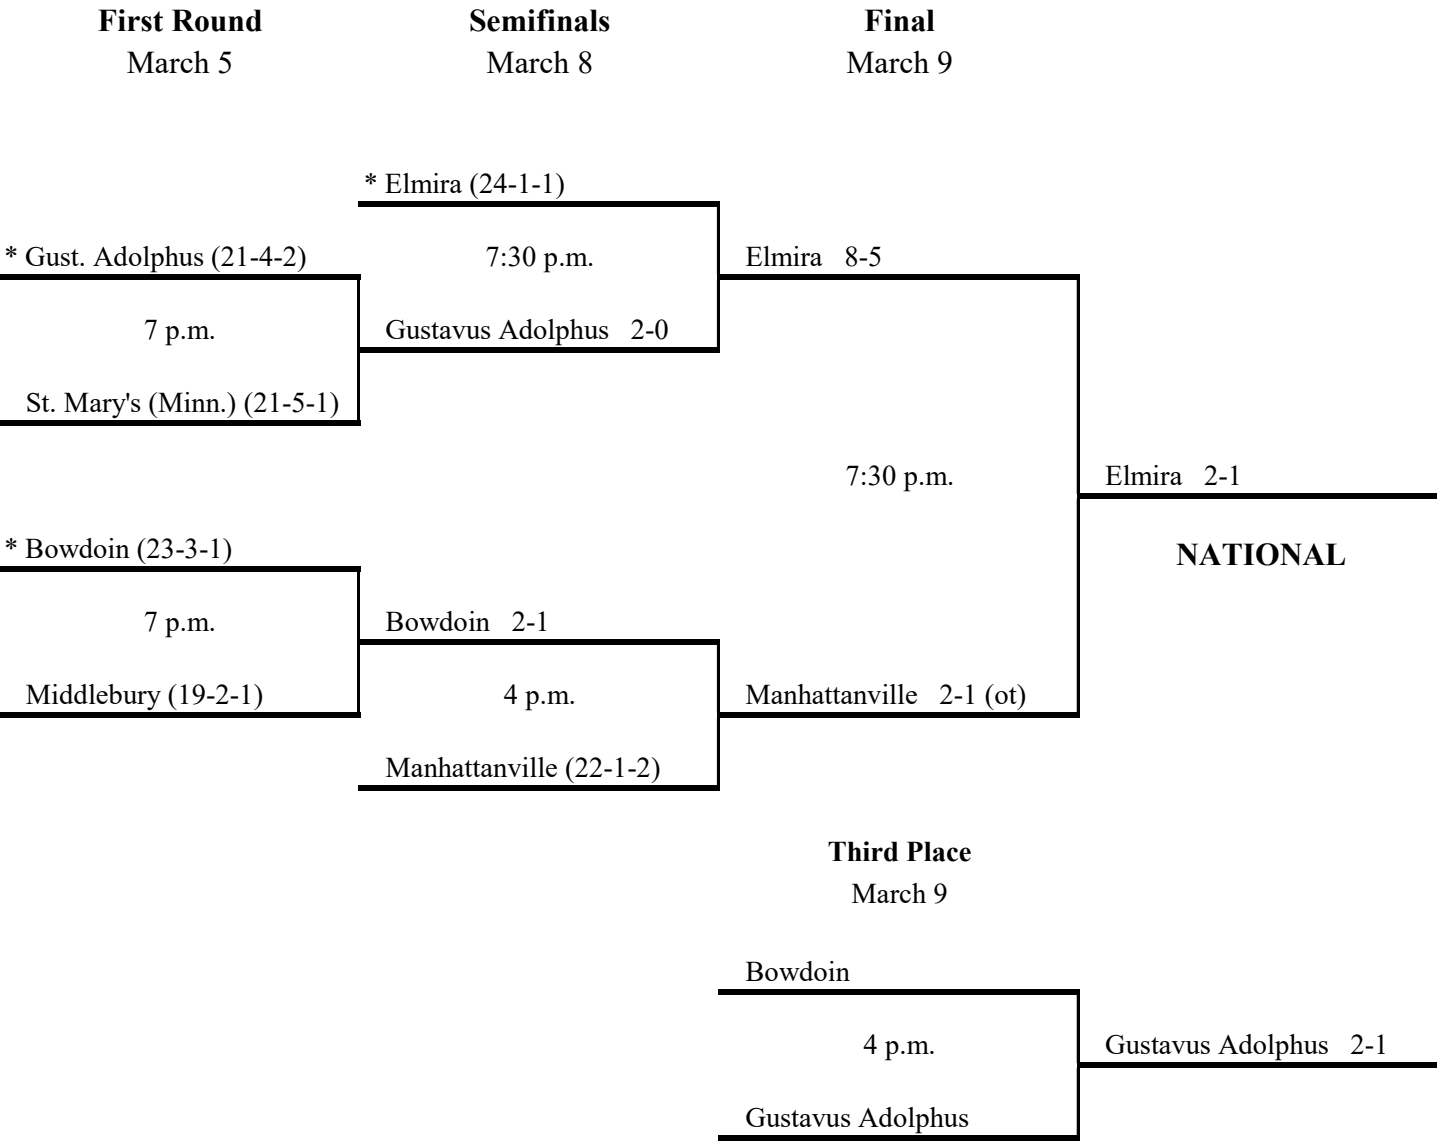 First Round
Semifinals
Final
March 5
March 8
March 9
* Elmira (24-1-1)
* Gust. Adolphus (21-4-2)
7:30 p.m.
Elmira 8-5
7 p.m.
Gustavus Adolphus 2-0
St. Mary's (Minn.) (21-5-1)
7:30 p.m.
Elmira 2-1
* Bowdoin (23-3-1)
NATIONAL
7 p.m.
Bowdoin 2-1
Middlebury (19-2-1)
4 p.m.
Manhattanville 2-1 (ot)
Manhattanville (22-1-2)
Third Place
March 9
Bowdoin
4 p.m.
Gustavus Adolphus 2-1
Gustavus Adolphus